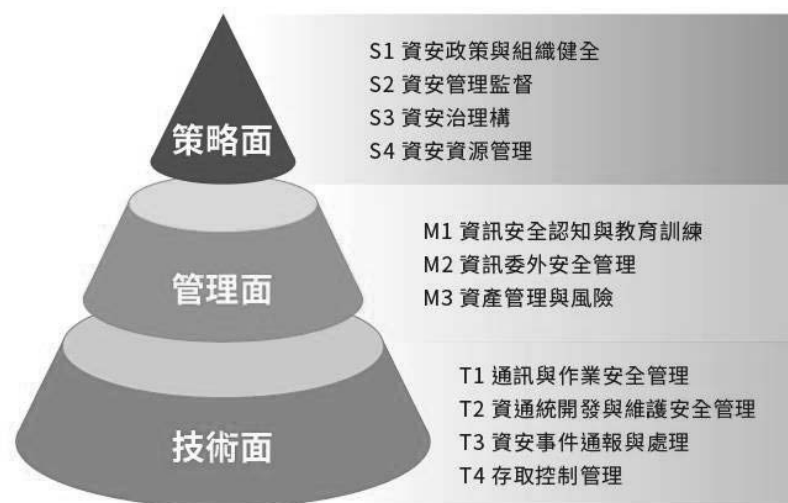 策略面
S1 資安政策與組織健全
S2 資安管理監督
S3 資安治理構
S4 資安資源管理
管理面
M1 資訊安全認知與教育訓練
M2 資訊委外安全管理
M3 資產管理與風險
技術面
T1 通訊與作業安全管理
T2 資通統開發與維護安全管理
T3 資安事件通報與處理
T4 存取控制管理